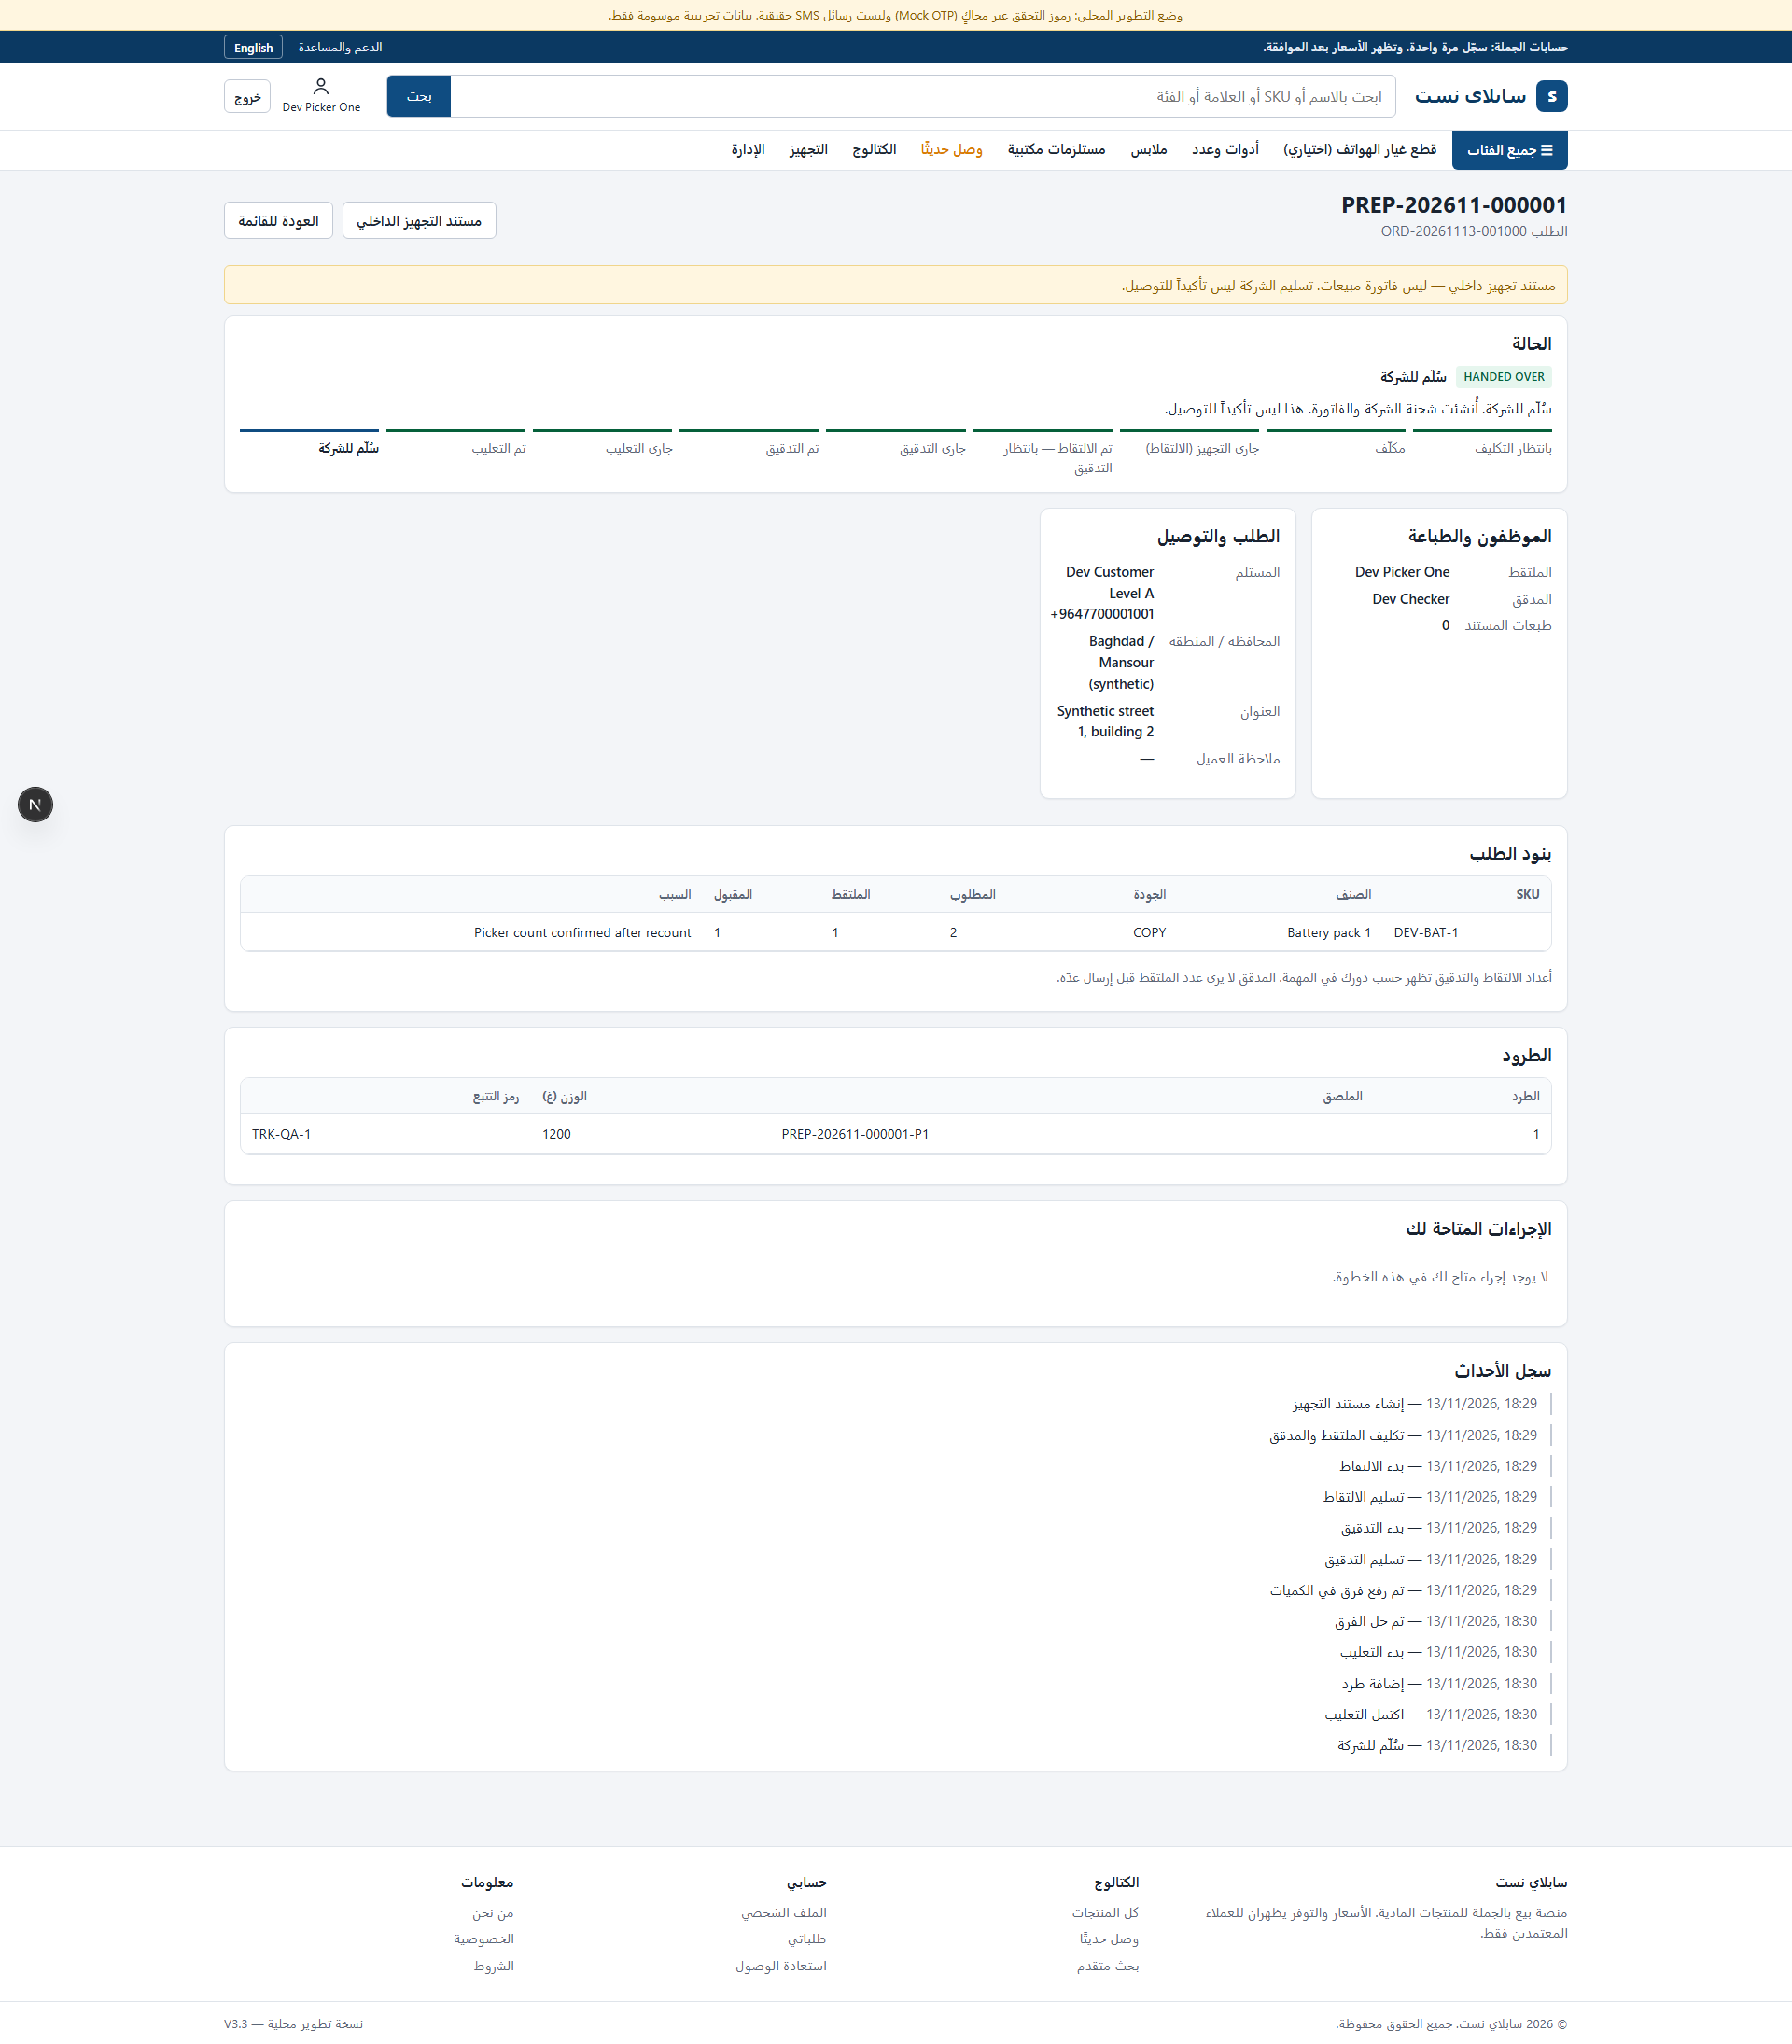 وضع التطوير المحلي: رموز التحقق عبر محاكٍ (Mock OTP) وليست رسائل SMS حقيقية. بيانات تجريبية موسومة فقط.
حسابات الجملة: سجّل مرة واحدة، وتظهر الأسعار بعد الموافقة.
الدعم والمساعدة
English
S
سابلاي نست
ابحث بالاسم أو SKU أو العلامة أو الفئة
بحث
Dev Picker One
خروج
☰ جميع الفئات
قطع غيار الهواتف (اختياري)
أدوات وعدد
ملابس
مستلزمات مكتبية
وصل حديثًا
الكتالوج
التجهيز
الإدارة
PREP-202611-000001
الطلب ORD-20261113-001000
مستند التجهيز الداخلي
العودة للقائمة
مستند تجهيز داخلي — ليس فاتورة مبيعات. تسليم الشركة ليس تأكيداً للتوصيل.
الحالة
HANDED OVER سُلّم للشركة
سُلّم للشركة. أُنشئت شحنة الشركة والفاتورة. هذا ليس تأكيداً للتوصيل.
بانتظار التكليف
مكلّف
جاري التجهيز (الالتقاط)
تم الالتقاط — بانتظار
التدقيق
جاري التدقيق
تم التدقيق
جاري التعليب
تم التعليب
سُلّم للشركة
الموظفون والطباعة
الملتقط Dev Picker One
المدقق Dev Checker
طبعات المستند 0
الطلب والتوصيل
المستلم Dev Customer
Level A
+9647700001001
المحافظة / المنطقة Baghdad /
Mansour
(synthetic)
العنوان Synthetic street
1, building 2
ملاحظة العميل —
بنود الطلب
SKU الصنف الجودة المطلوب الملتقط المقبول السبب
DEV-BAT-1 Battery pack 1 COPY 2 1 1 Picker count confirmed after recount
أعداد الالتقاط والتدقيق تظهر حسب دورك في المهمة. المدقق لا يرى عدد الملتقط قبل إرسال عدّه.
الطرود
الطرد الملصق الوزن (غ) رمز التتبع
1 PREP-202611-000001-P1 1200 TRK-QA-1
الإجراءات المتاحة لك
لا يوجد إجراء متاح لك في هذه الخطوة.
سجل الأحداث
13/11/2026, 18:29 — إنشاء مستند التجهيز
13/11/2026, 18:29 — تكليف الملتقط والمدقق
13/11/2026, 18:29 — بدء الالتقاط
13/11/2026, 18:29 — تسليم الالتقاط
13/11/2026, 18:29 — بدء التدقيق
13/11/2026, 18:29 — تسليم التدقيق
13/11/2026, 18:29 — تم رفع فرق في الكميات
13/11/2026, 18:30 — تم حل الفرق
13/11/2026, 18:30 — بدء التعليب
13/11/2026, 18:30 — إضافة طرد
13/11/2026, 18:30 — اكتمل التعليب
13/11/2026, 18:30 — سُلّم للشركة
سابلاي نست
منصة بيع بالجملة للمنتجات المادية. الأسعار والتوفر يظهران للعملاء
المعتمدين فقط.
الكتالوج
كل المنتجات
وصل حديثًا
بحث متقدم
حسابي
الملف الشخصي
طلباتي
استعادة الوصول
معلومات
من نحن
الخصوصية
الشروط
© 2026 سابلاي نست. جميع الحقوق محفوظة.
نسخة تطوير محلية — V3.3
N